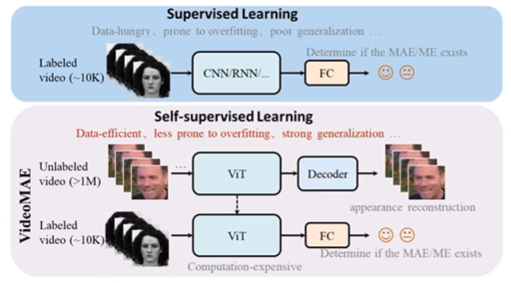 Supervised Learning
Data-hungry、prone to overfitting、poor generalization …
Labeled
video (~10K)
CNN/RNN/...
FC
Determine if the MAE/ME exists
Self-supervised Learning
Data-efficient、less prone to overfitting、strong generalization …
VideoMAE
Unlabeled
video (>1M)
...
ViT
Decoder
appearance reconstruction
Labeled
video (~10K)
ViT
FC
Determine if the MAE/ME exists
Computation-expensive